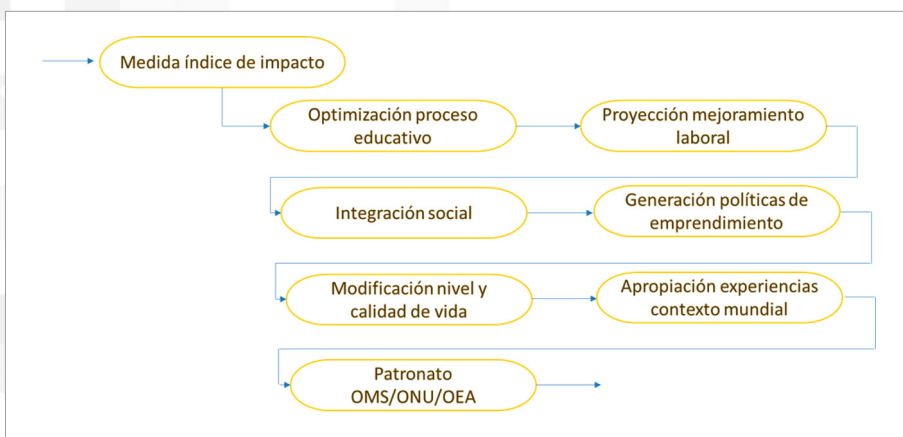 Medida índice de impacto
Optimización proceso
educativo
Proyección mejoramiento
laboral
Integración social
Generación políticas de
emprendimiento
Modificación nivel y
calidad de vida
Apropiación experiencias
contexto mundial
Patronato
OMS/ONU/OEA